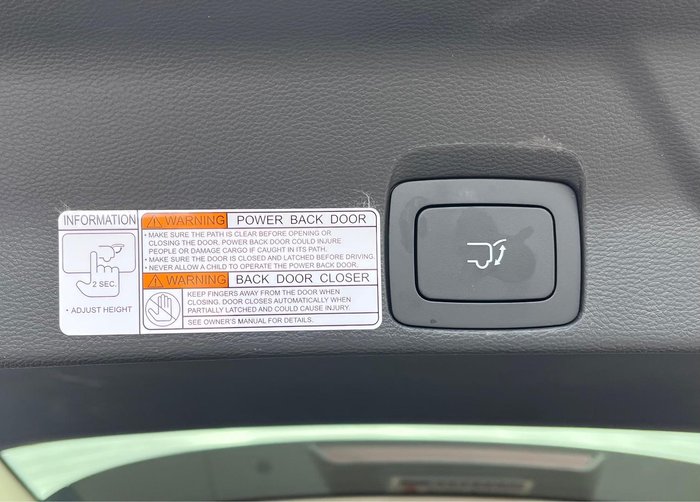 INFORMATION
2 SEC.
• ADJUST HEIGHT
WARNING POWER BACK DOOR
• MAKE SURE THE PATH IS CLEAR BEFORE OPENING OR
CLOSING THE DOOR. POWER BACK DOOR COULD INJURE
PEOPLE OR DAMAGE CARGO IF CAUGHT IN ITS PATH.
• MAKE SURE THE DOOR IS CLOSED AND LATCHED BEFORE DRIVING.
• NEVER ALLOW A CHILD TO OPERATE THE POWER BACK DOOR.
WARNING BACK DOOR CLOSER
KEEP FINGERS AWAY FROM THE DOOR WHEN
CLOSING. DOOR CLOSES AUTOMATICALLY WHEN
PARTIALLY LATCHED AND COULD CAUSE INJURY.
SEE OWNER'S MANUAL FOR DETAILS.